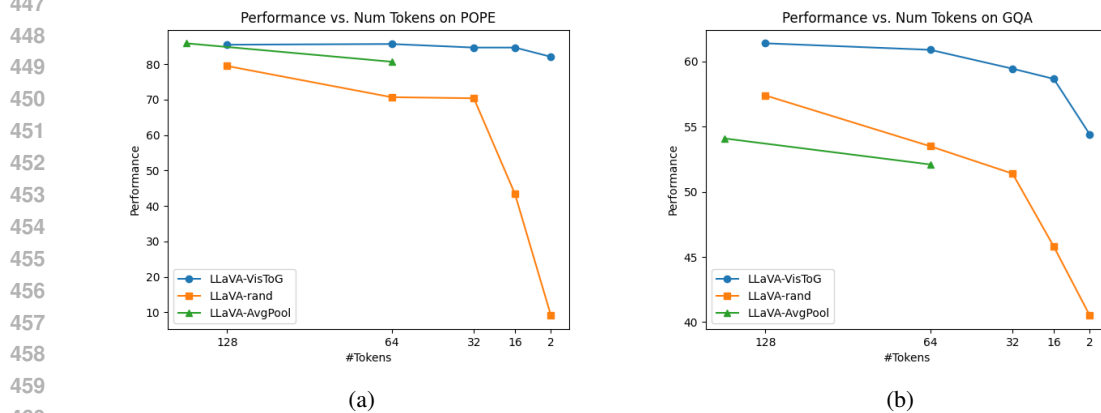 447
448
449
450
451
452
453
454
455
456
457
458
459
Performance vs. Num Tokens on POPE
Performance
80
70
60
50
40
30
20
10
LLaVA-VisToG
LLaVA-rand
LLaVA-AvgPool
128 64 32 16 2
#Tokens
(a)
Performance vs. Num Tokens on GQA
Performance
60
55
50
45
40
LLaVA-VisToG
LLaVA-rand
LLaVA-AvgPool
128 64 32 16 2
#Tokens
(b)